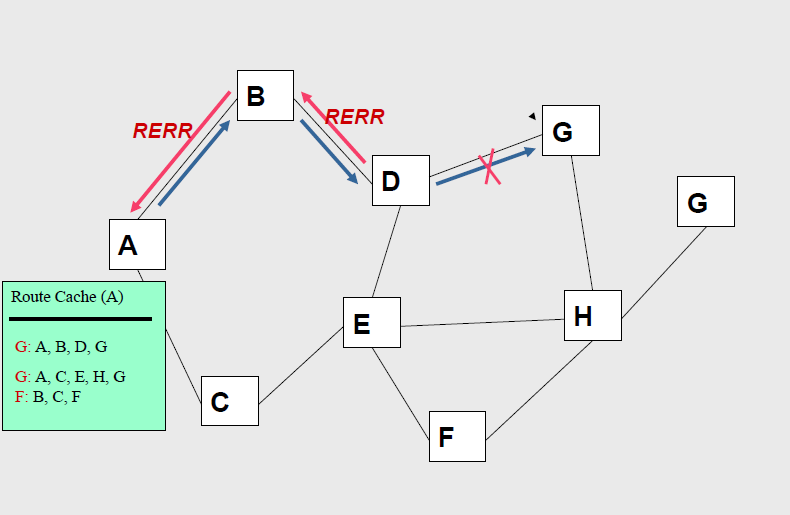 B
RERR
RERR
G
D
G
A
Route Cache (A)
G: A, B, D, G
G: A, C, E, H, G
F: B, C, F
E
H
C
F